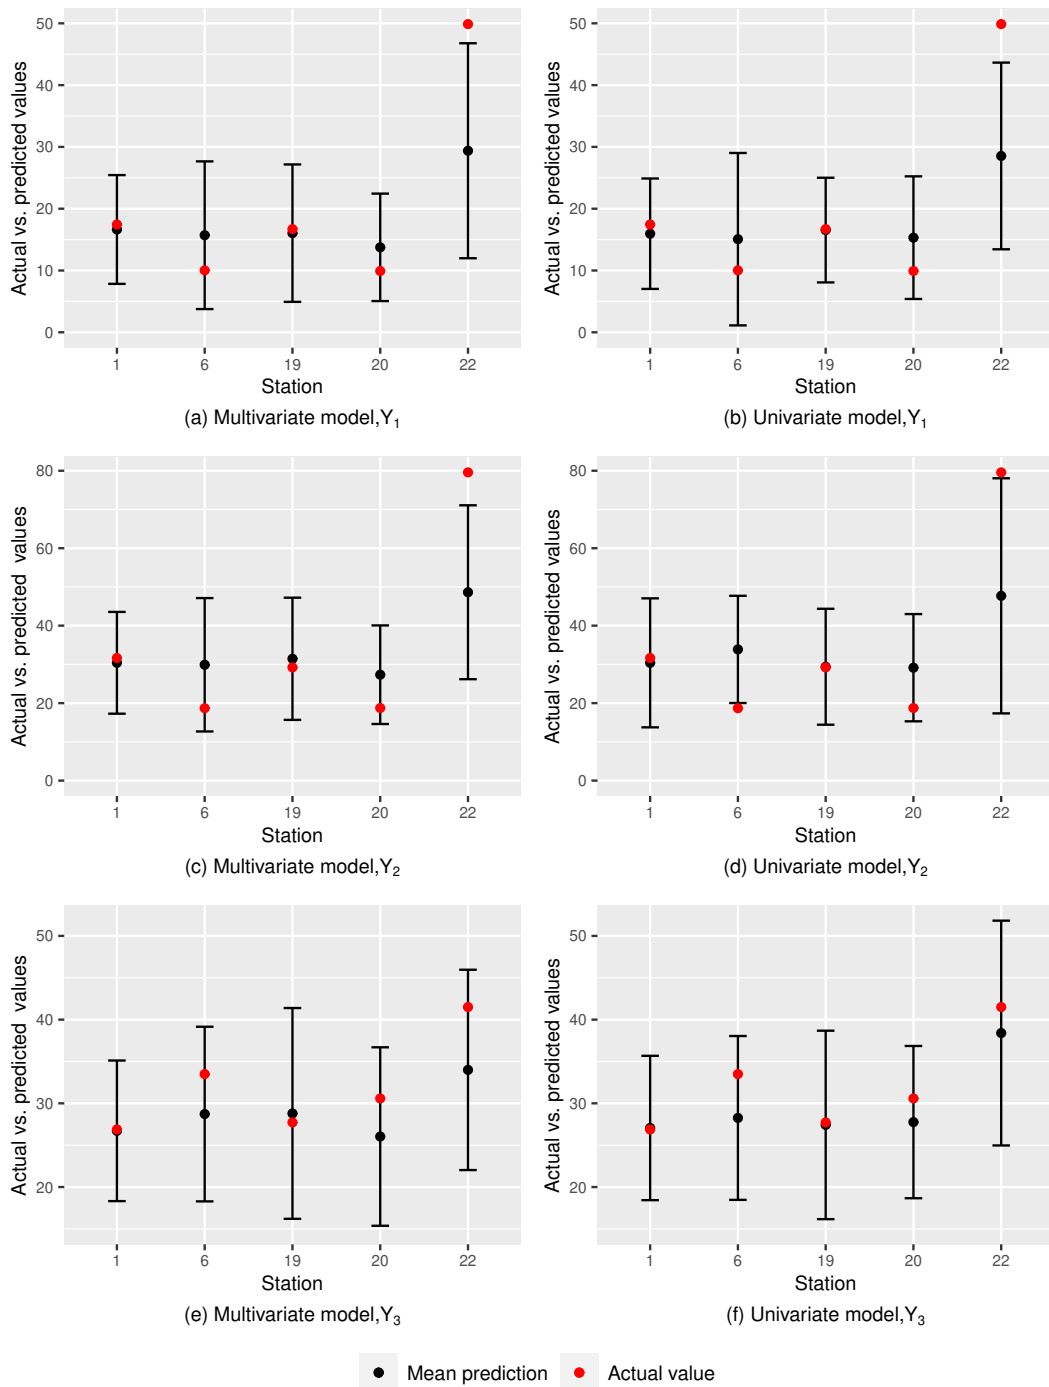 Actual vs. predicted values
50
40
30
20
10
0
1 6 19 20 22
Station
(a) Multivariate model,Y₁
Actual vs. predicted values
50
40
30
20
10
0
1 6 19 20 22
Station
(b) Univariate model,Y₁
Actual vs. predicted values
80
60
40
20
0
1 6 19 20 22
Station
(c) Multivariate model,Y₂
Actual vs. predicted values
80
60
40
20
0
1 6 19 20 22
Station
(d) Univariate model,Y₂
Actual vs. predicted values
50
40
30
20
1 6 19 20 22
Station
(e) Multivariate model,Y₃
Actual vs. predicted values
50
40
30
20
1 6 19 20 22
Station
(f) Univariate model,Y₃
Mean prediction Actual value